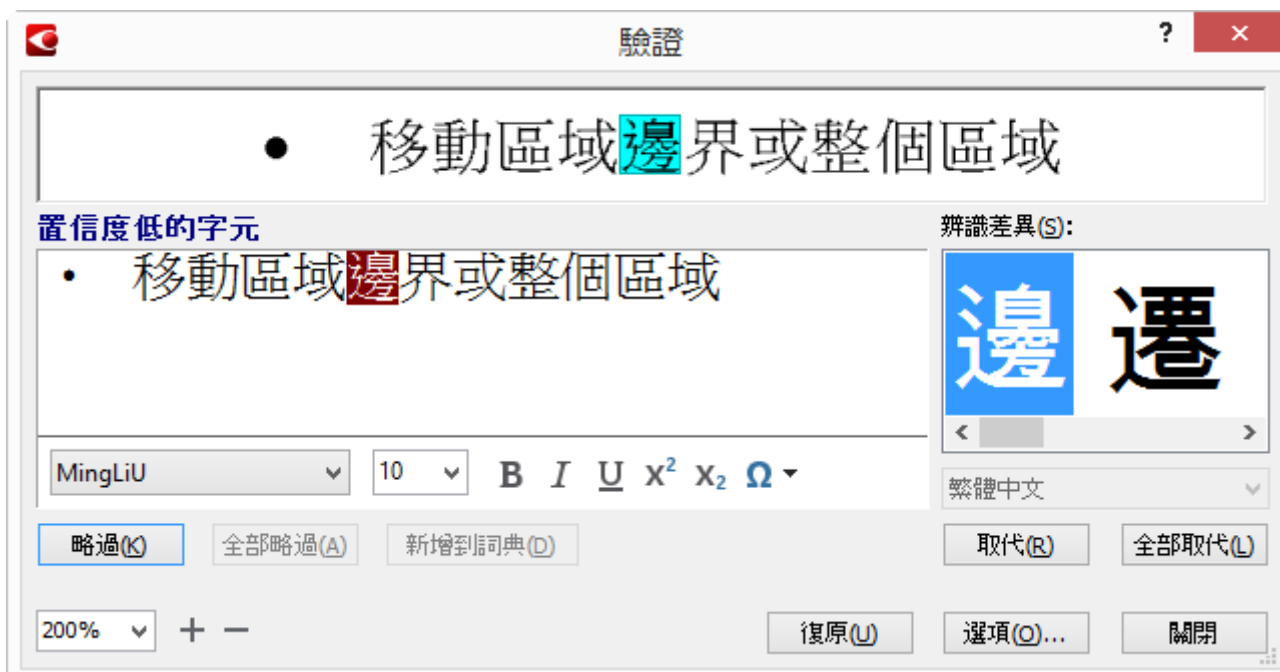 驗證
?
• 移動區域邊界或整個區域
置信度低的字元
辨識差異(S):
• 移動區域邊界或整個區域
邊 遷
MingLiU 10 B I U X² X₂ Ω
繁體中文
略過(K) 全部略過(A) 新增到詞典(D) 取代(R) 全部取代(L)
200% + − 復原(U) 選項(O)... 關閉